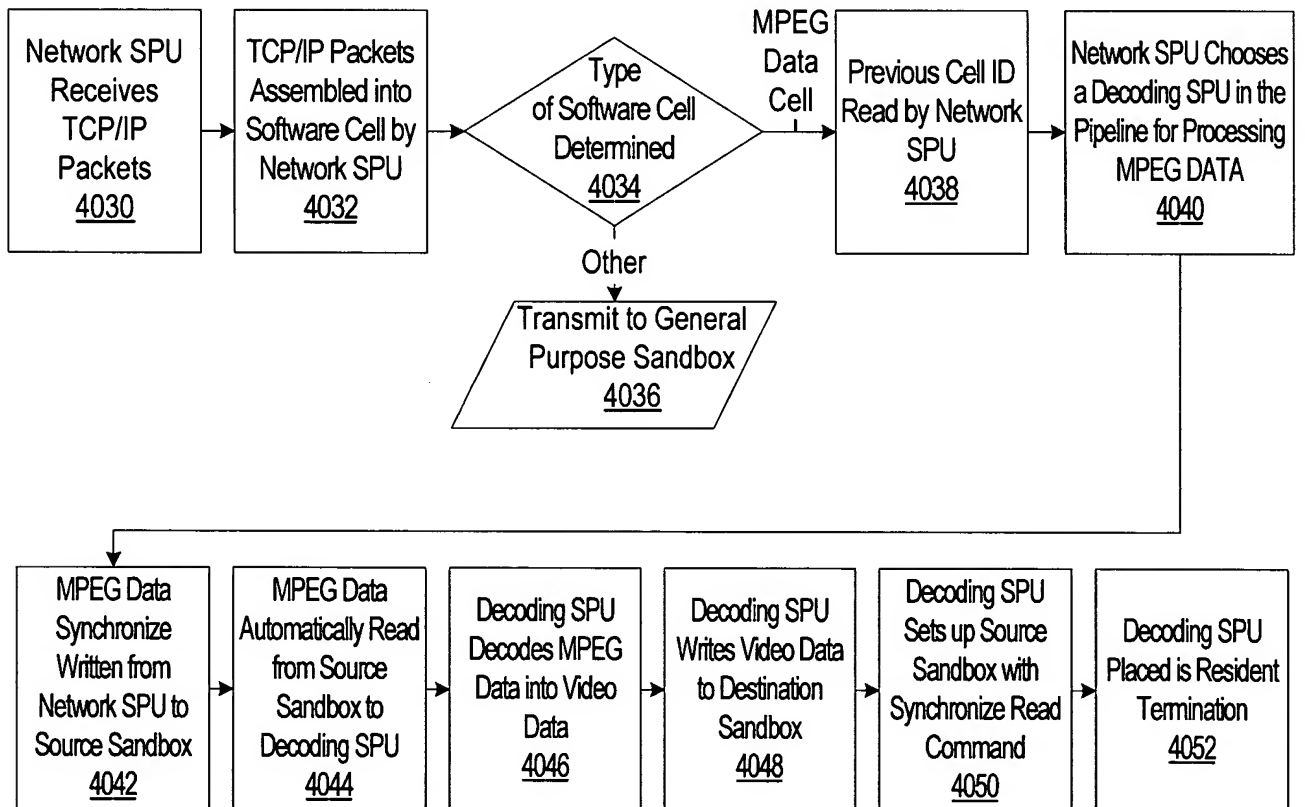 Network SPU
Receives
TCP/IP
Packets
4030
TCP/IP Packets
Assembled into
Software Cell by
Network SPU
4032
Type
of Software Cell
Determined
4034
MPEG
Data
Cell
Previous Cell ID
Read by Network
SPU
4038
Network SPU Chooses
a Decoding SPU in the
Pipeline for Processing
MPEG DATA
4040
Other
Transmit to General
Purpose Sandbox
4036
MPEG Data
Synchronize
Written from
Network SPU to
Source Sandbox
4042
MPEG Data
Automatically Read
from Source
Sandbox to
Decoding SPU
4044
Decoding SPU
Decodes MPEG
Data into Video
Data
4046
Decoding SPU
Writes Video Data
to Destination
Sandbox
4048
Decoding SPU
Sets up Source
Sandbox with
Synchronize Read
Command
4050
Decoding SPU
Placed is Resident
Termination
4052